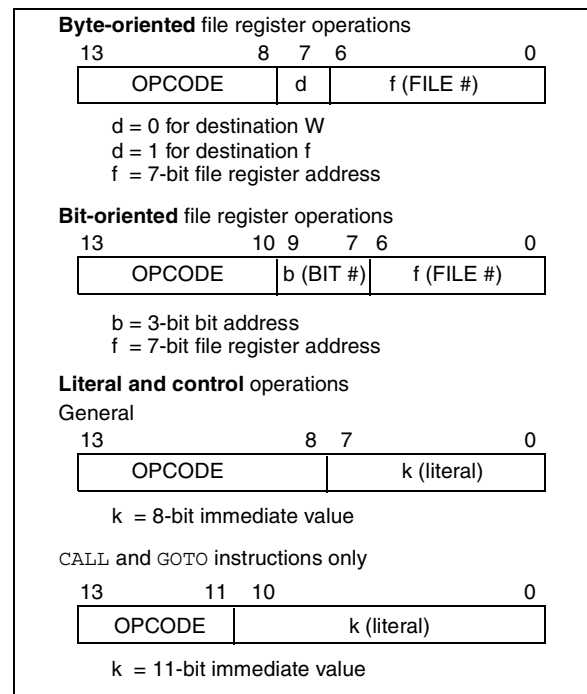 Byte-oriented file register operations
13 8 7 6 0
OPCODE d f (FILE #)
d = 0 for destination W
d = 1 for destination f
f = 7-bit file register address
Bit-oriented file register operations
13 10 9 7 6 0
OPCODE b (BIT #) f (FILE #)
b = 3-bit bit address
f = 7-bit file register address
Literal and control operations
General
13 8 7 0
OPCODE k (literal)
k = 8-bit immediate value
CALL and GOTO instructions only
13 11 10 0
OPCODE k (literal)
k = 11-bit immediate value